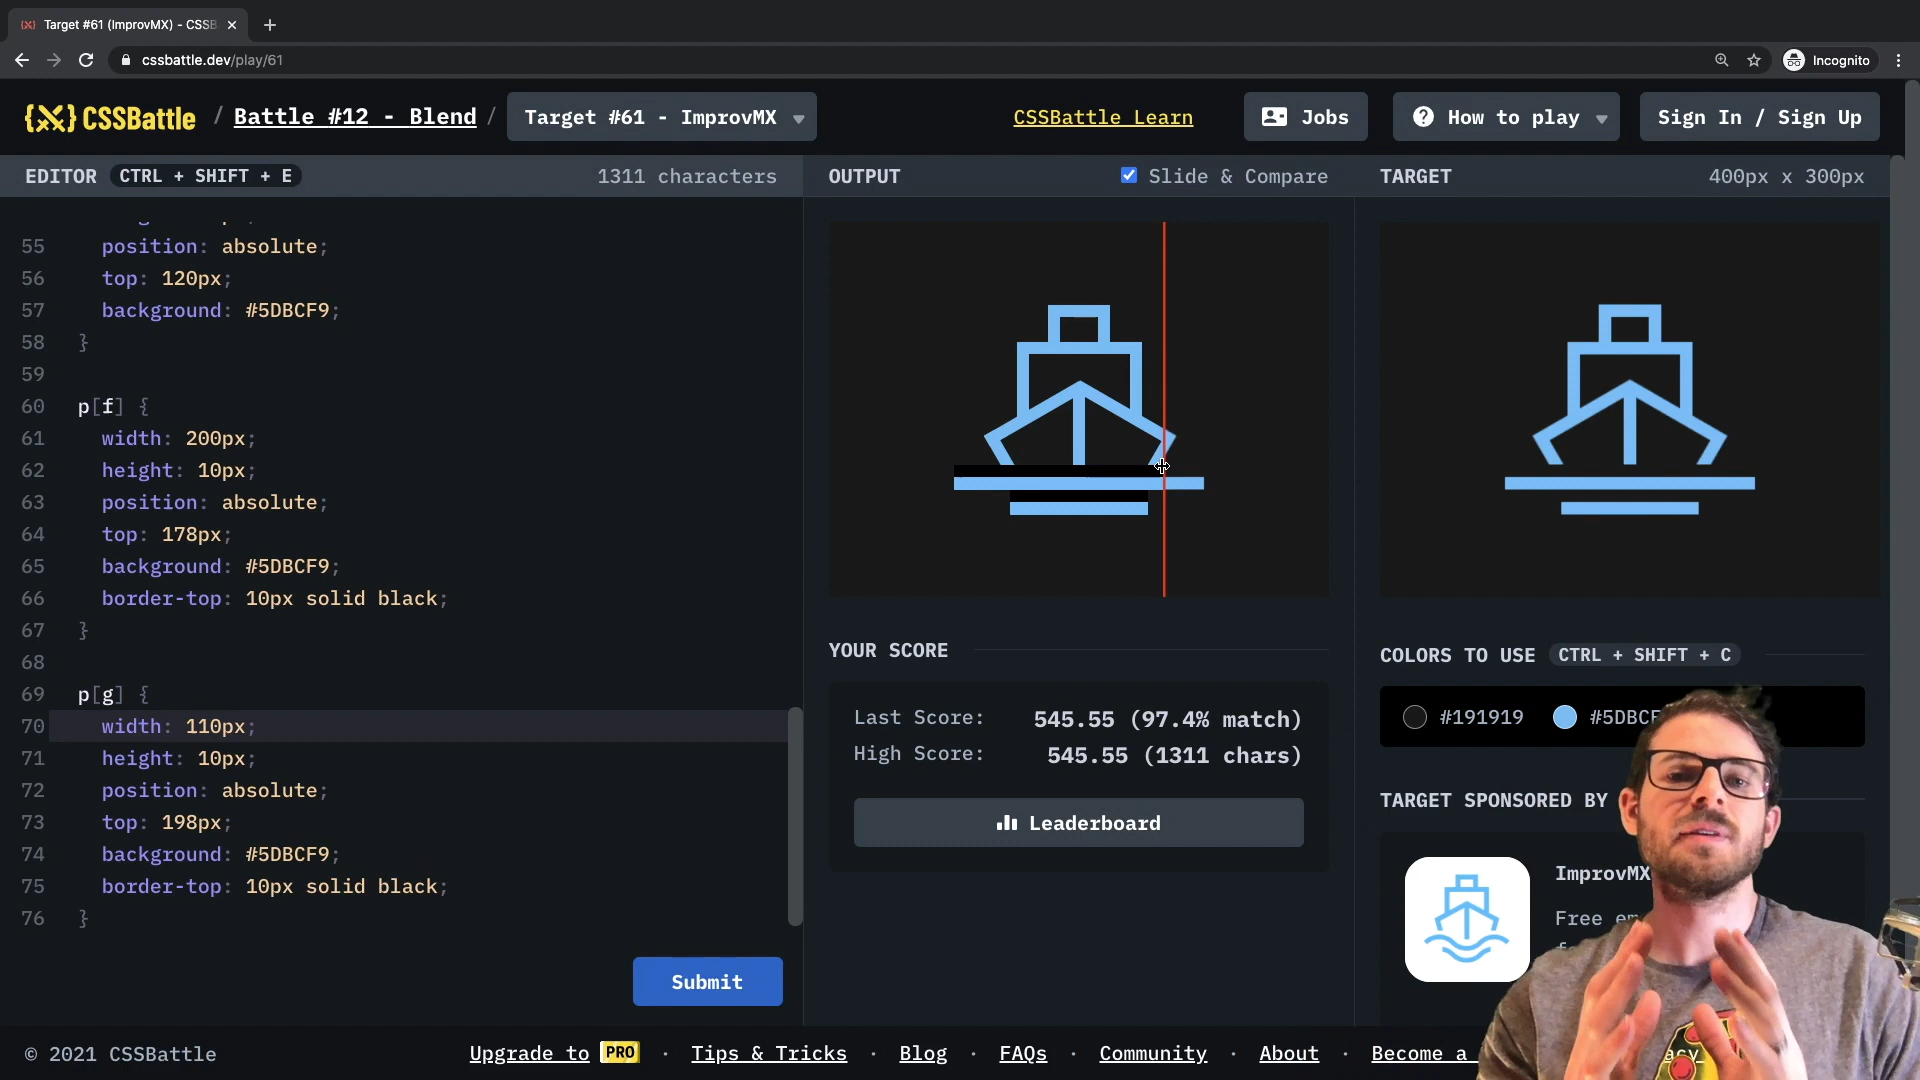 Target #61 (ImprovMX) - CSSB
cssbattle.dev/play/61
Incognito
{X} CSSBattle / Battle #12 - Blend / Target #61 - ImprovMX
CSSBattle Learn
Jobs
How to play
Sign In / Sign Up
EDITOR CTRL + SHIFT + E 1311 characters
55 position: absolute;
56 top: 120px;
57 background: #5DBCF9;
58 }
59
60 p[f] {
61 width: 200px;
62 height: 10px;
63 position: absolute;
64 top: 178px;
65 background: #5DBCF9;
66 border-top: 10px solid black;
67 }
68
69 p[g] {
70 width: 110px;
71 height: 10px;
72 position: absolute;
73 top: 198px;
74 background: #5DBCF9;
75 border-top: 10px solid black;
76 }
Submit
OUTPUT Slide & Compare
YOUR SCORE
Last Score: 545.55 (97.4% match)
High Score: 545.55 (1311 chars)
Leaderboard
TARGET 400px x 300px
COLORS TO USE CTRL + SHIFT + C
#191919 #5DBCF
TARGET SPONSORED BY
ImprovMX
Free em
© 2021 CSSBattle
Upgrade to PRO · Tips & Tricks · Blog · FAQs · Community · About · Become a
acy